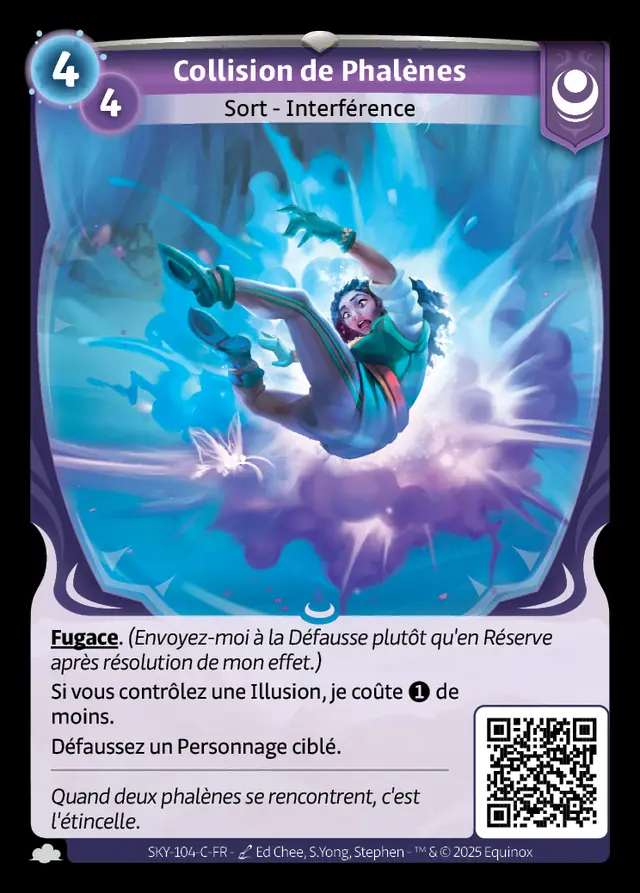 4
4
Collision de Phalènes
Sort - Interférence
Fugace. (Envoyez-moi à la Défausse plutôt qu'en Réserve
après résolution de mon effet.)
Si vous contrôlez une Illusion, je coûte 1 de
moins.
Défaussez un Personnage ciblé.
Quand deux phalènes se rencontrent, c'est
l'étincelle.
SKY-104-C-FR - Ed Chee, S.Yong, Stephen - ™ & © 2025 Equinox